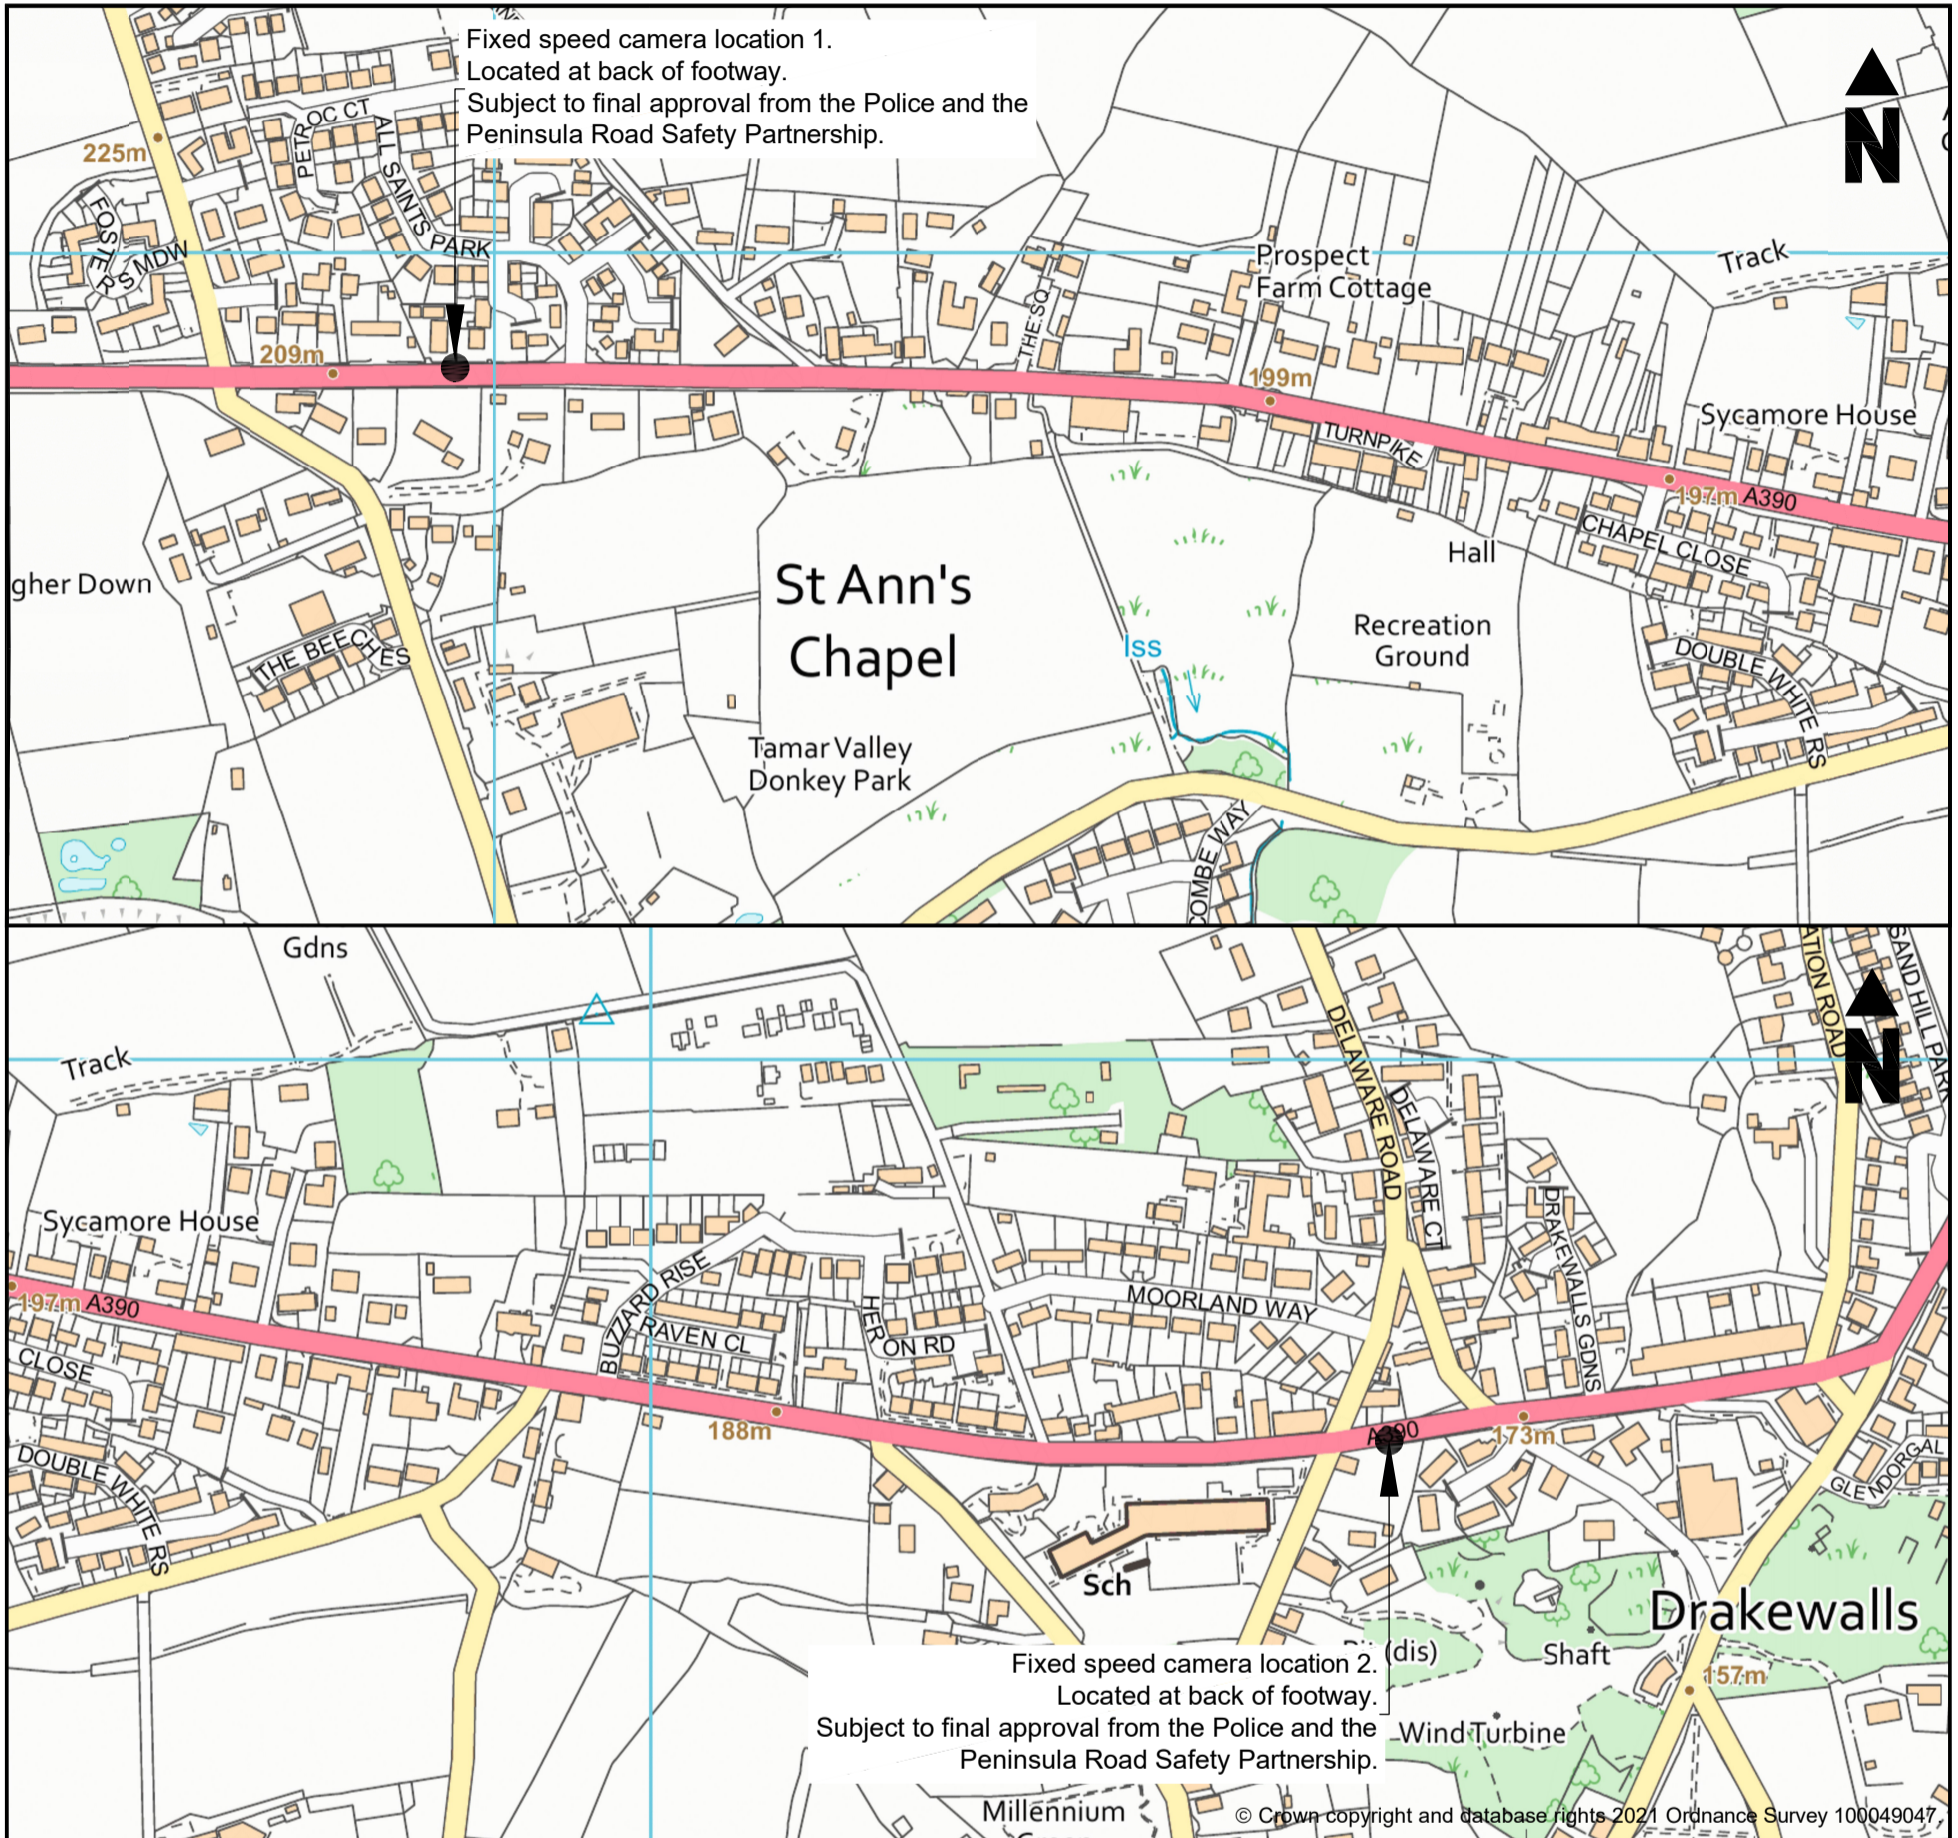 Fixed speed camera location 1.
Located at back of footway.
Subject to final approval from the Police and the
Peninsula Road Safety Partnership.
N
PETROC CT
ALL SAINTS PARK
225m
FOSTERS MDW
Prospect
Farm Cottage
Track
THE SQ
209m
199m
Sycamore House
TURNPIKE
197m A390
CHAPEL CLOSE
Hall
gher Down
St Ann's
Chapel
THE BEECHES
Iss
Recreation
Ground
DOUBLE WHITE RS
Tamar Valley
Donkey Park
COMBE WAY
Gdns
ATION ROAD
SAND HILL PARK
N
Track
DELAWARE ROAD
DELAWARE CT
Sycamore House
DRAKEWALLS GDNS
BUZZARD RISE
197m A390
MOORLAND WAY
RAVEN CL
HERON RD
CLOSE
188m
A390
173m
DOUBLE WHITE RS
GLENDORGAL
Sch
Drakewalls
(dis)
Shaft
Fixed speed camera location 2.
Located at back of footway.
Subject to final approval from the Police and the
Peninsula Road Safety Partnership.
157m
Wind Turbine
Millennium
© Crown copyright and database rights 2021 Ordnance Survey 100049047.